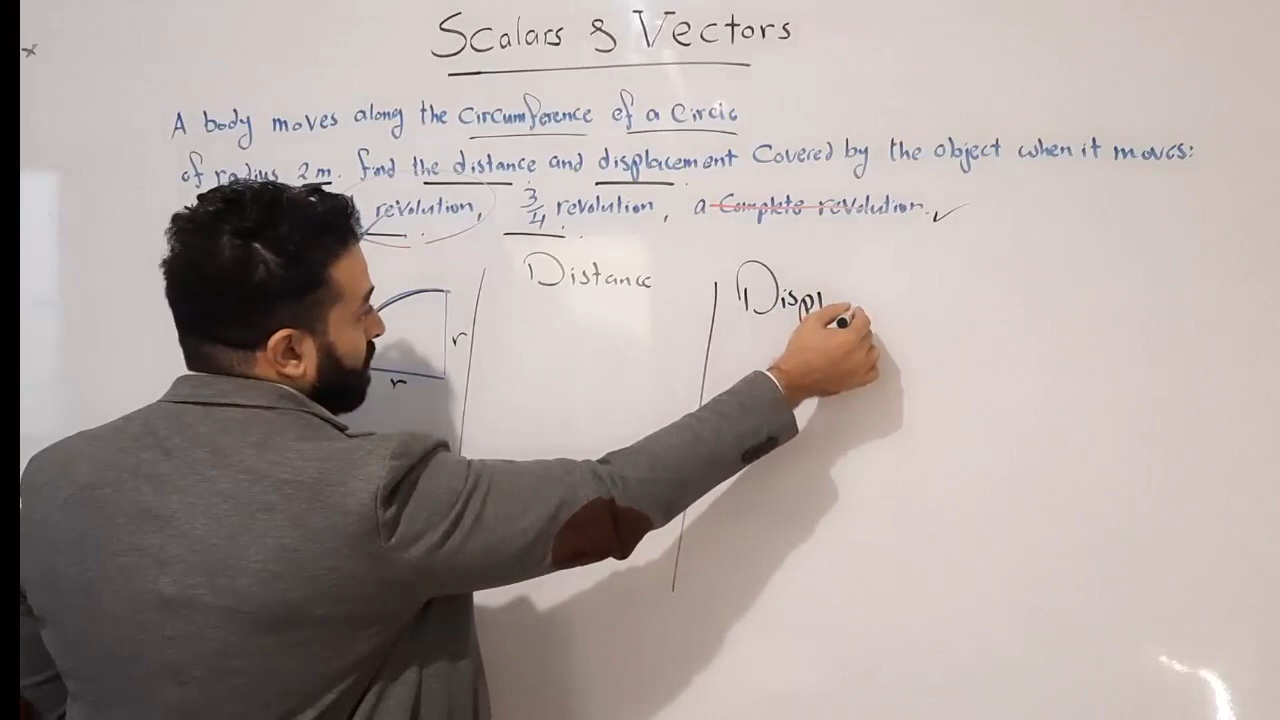 Scalars & Vectors
A body moves along the circumference of a Circle
of radius 2 m. find the distance and displacement Covered by the object when it moves:
revolution, 3/4 revolution, a Complete revolution.
Distance
Displ
r
r